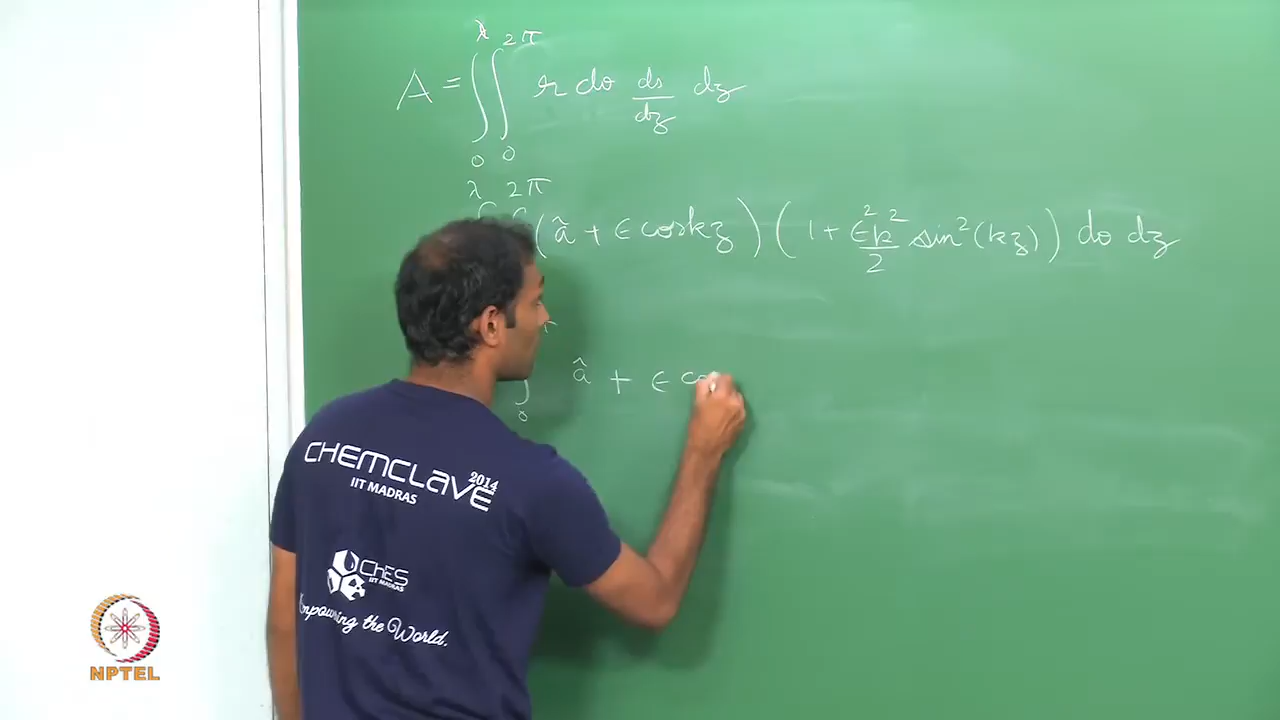 λ 2π
A = ∫ ∫ r dθ ds/dz dz
0 0
λ 2π
(â + ϵ cos kz) (1 + ϵ²k²/2 sin²(kz)) dθ dz
â + ϵ co
0
CHEMCLAVE 2014
IIT MADRAS
ChES
IIT MADRAS
Empowering the World.
NPTEL